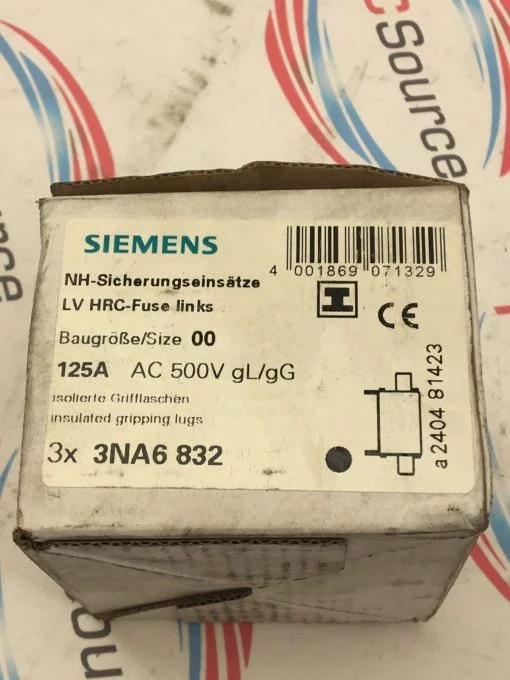 cSource
Source
SIEMENS
4 001869 071329
NH-Sicherungseinsätze
LV HRC-Fuse links
CE
Baugröße/Size 00
125A AC 500V gL/gG
isolierte Grifflaschen
insulated gripping lugs
3x 3NA6 832
a 2404 81423